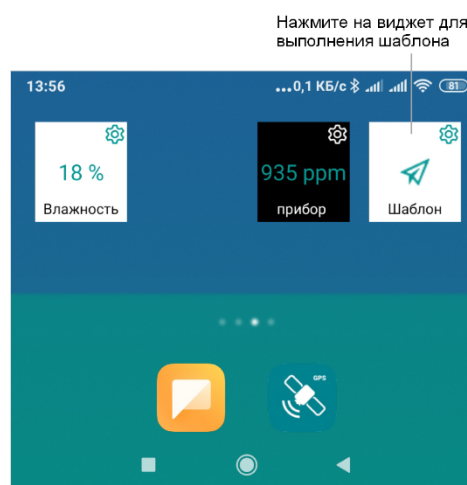 Нажмите на виджет для
выполнения шаблона
13:56
...0,1 КБ/с 81
18 %
Влажность
935 ppm
прибор
Шаблон
GPS